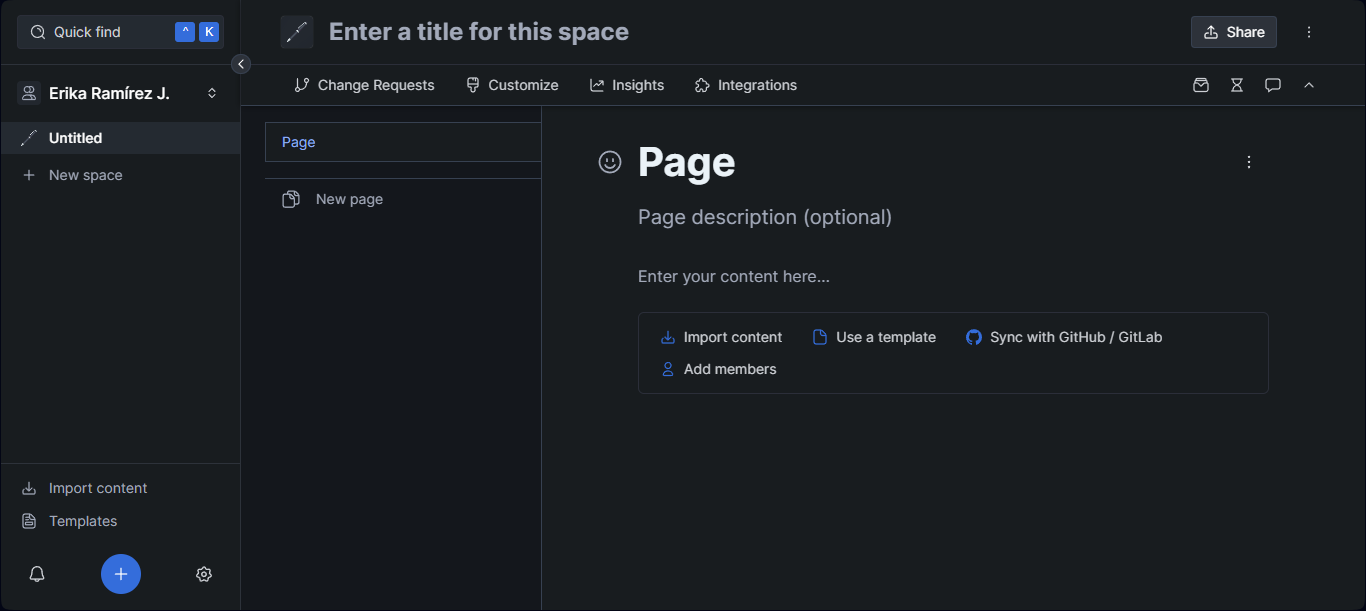 Quick find ^ K
Enter a title for this space
Share
Erika Ramírez J.
Change Requests Customize Insights Integrations
Untitled
New space
Page
New page
Page
Page description (optional)
Enter your content here...
Import content Use a template Sync with GitHub / GitLab
Add members
Import content
Templates